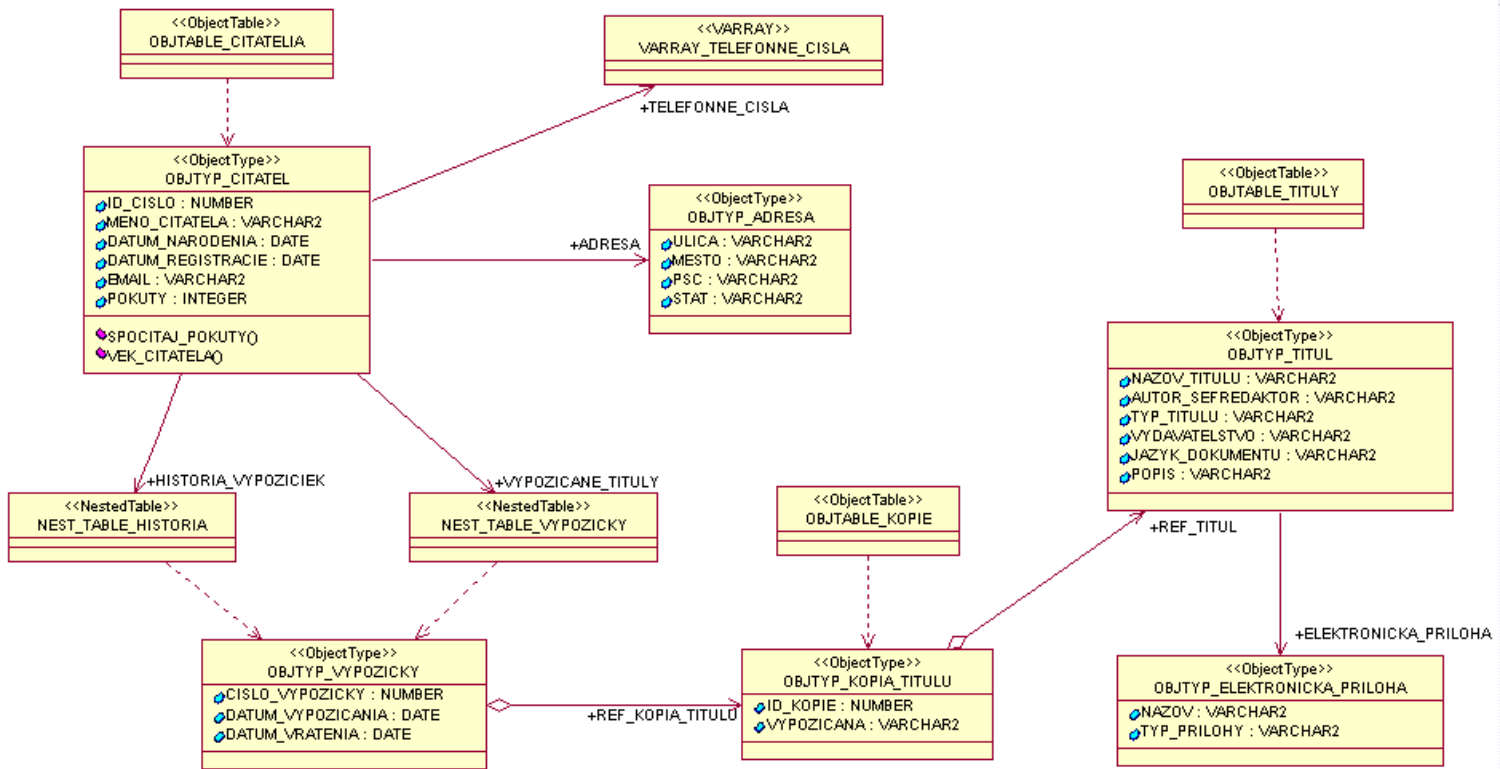 <<ObjectTable>>
OBJTABLE_CITATELIA
<<VARRAY>>
VARRAY_TELEFONNE_CISLA
+TELEFONNE_CISLA
<<ObjectType>>
OBJTYP_CITATEL
ID_CISLO : NUMBER
MENO_CITATELA : VARCHAR2
DATUM_NARODENIA : DATE
DATUM_REGISTRACIE : DATE
EMAIL : VARCHAR2
POKUTY : INTEGER
SPOCITAJ_POKUTY()
VEK_CITATELA()
+ADRESA
<<ObjectType>>
OBJTYP_ADRESA
ULICA : VARCHAR2
MESTO : VARCHAR2
PSC : VARCHAR2
STAT : VARCHAR2
<<ObjectTable>>
OBJTABLE_TITULY
<<ObjectType>>
OBJTYP_TITUL
NAZOV_TITULU : VARCHAR2
AUTOR_SEFREDAKTOR : VARCHAR2
TYP_TITULU : VARCHAR2
VYDAVATELSTVO : VARCHAR2
JAZYK_DOKUMENTU : VARCHAR2
POPIS : VARCHAR2
+HISTORIA_VYPOZICIEK
+VYPOZICANE_TITULY
<<NestedTable>>
NEST_TABLE_HISTORIA
<<NestedTable>>
NEST_TABLE_VYPOZICKY
<<ObjectTable>>
OBJTABLE_KOPIE
+REF_TITUL
+ELEKTRONICKA_PRILOHA
<<ObjectType>>
OBJTYP_VYPOZICKY
CISLO_VYPOZICKY : NUMBER
DATUM_VYPOZICANIA : DATE
DATUM_VRATENIA : DATE
+REF_KOPIA_TITULU
<<ObjectType>>
OBJTYP_KOPIA_TITULU
ID_KOPIE : NUMBER
VYPOZICANA : VARCHAR2
<<ObjectType>>
OBJTYP_ELEKTRONICKA_PRILOHA
NAZOV : VARCHAR2
TYP_PRILOHY : VARCHAR2